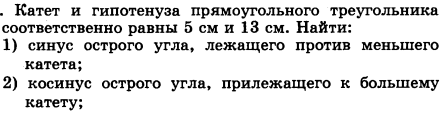 . Катет и гипотенуза прямоугольного треугольника
соответственно равны 5 см и 13 см. Найти:
1) синус острого угла, лежащего против меньшего
катета;
2) косинус острого угла, прилежащего к большему
катету;